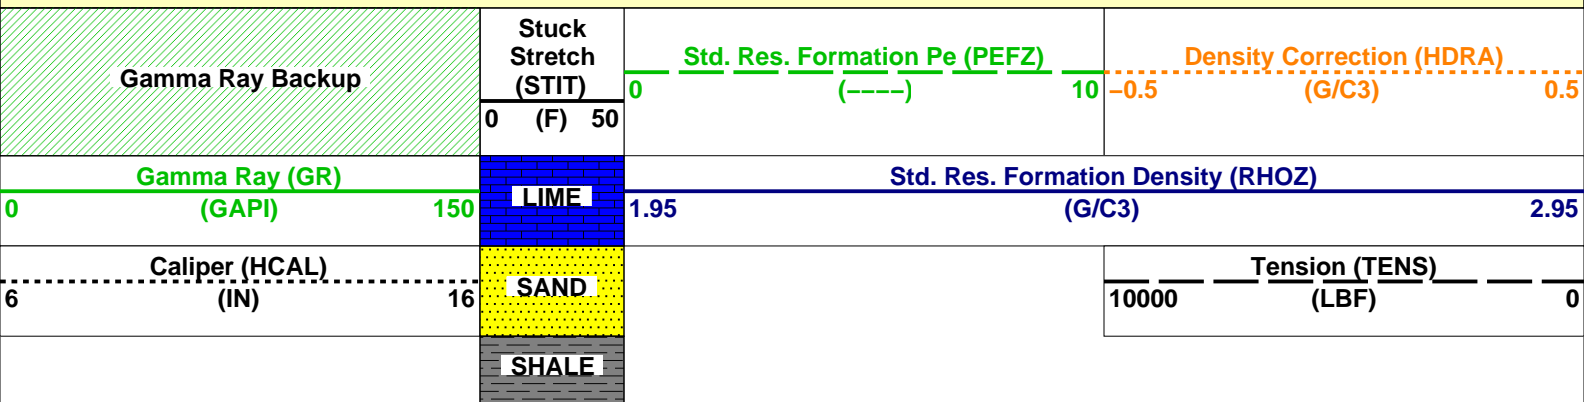 Gamma Ray Backup
Stuck
Stretch
(STIT)
0 (F) 50
Std. Res. Formation Pe (PEFZ)
0 (----) 10
Density Correction (HDRA)
−0.5 (G/C3) 0.5
Gamma Ray (GR)
0 (GAPI) 150
LIME
Std. Res. Formation Density (RHOZ)
1.95 (G/C3) 2.95
Caliper (HCAL)
6 (IN) 16
SAND
Tension (TENS)
10000 (LBF) 0
SHALE